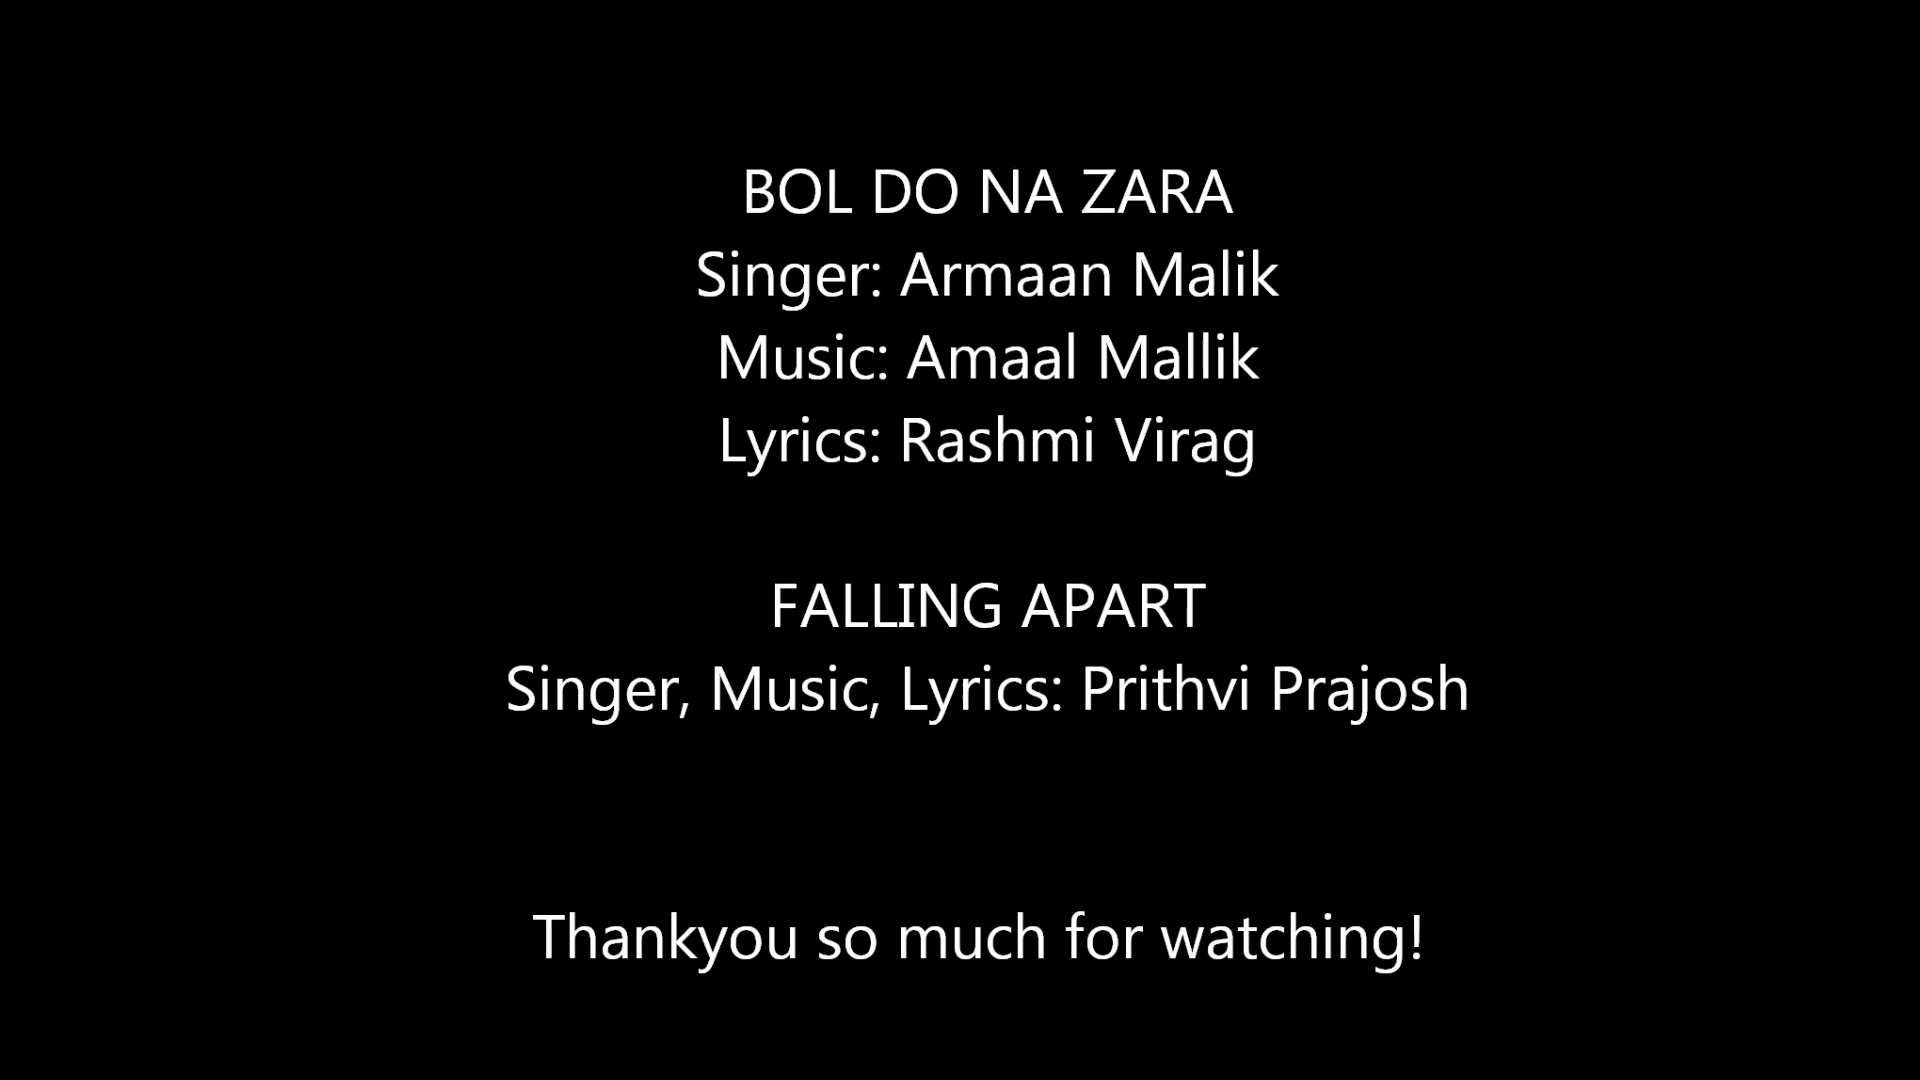 BOL DO NA ZARA
Singer: Armaan Malik
Music: Amaal Mallik
Lyrics: Rashmi Virag
FALLING APART
Singer, Music, Lyrics: Prithvi Prajosh
Thankyou so much for watching!